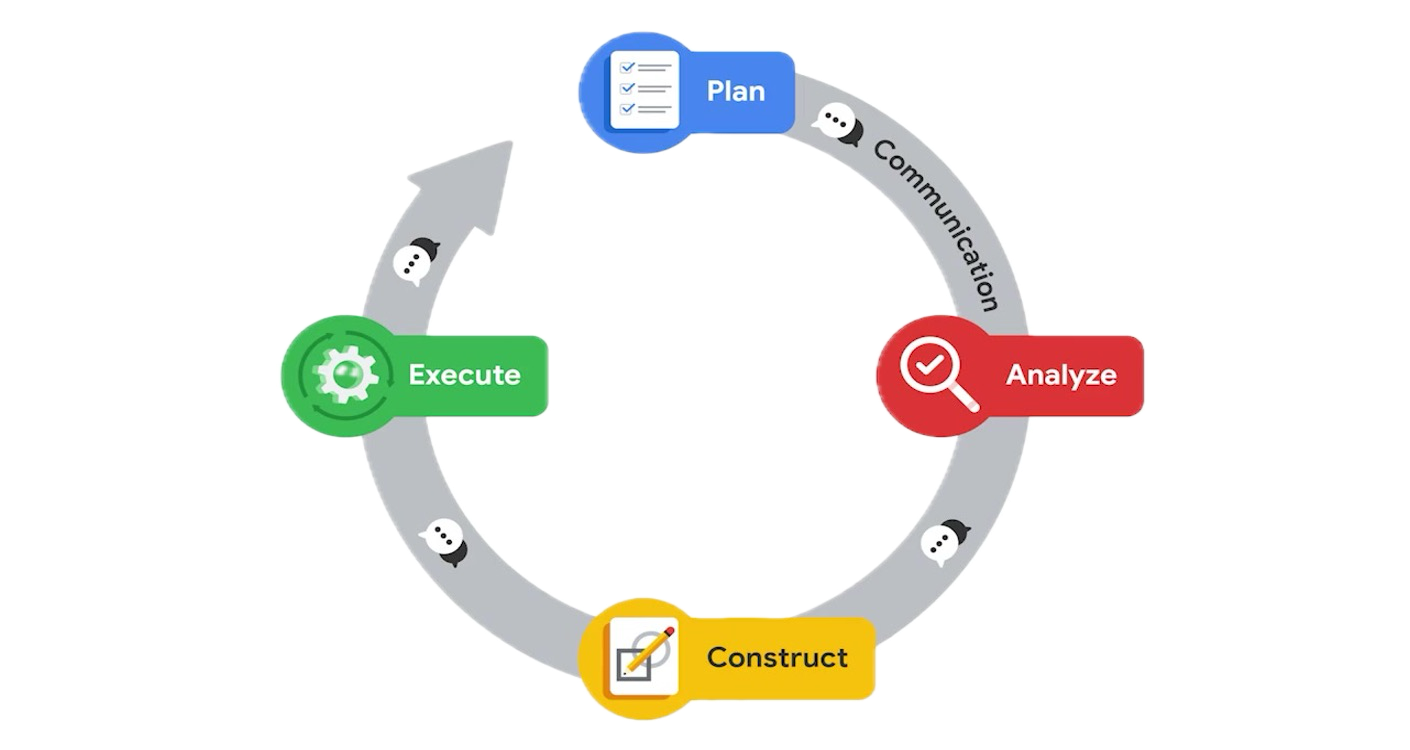 Plan
Communication
Analyze
Construct
Execute